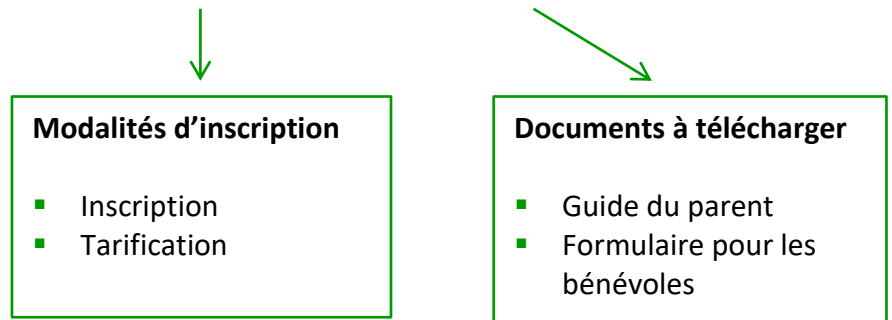 Modalités d'inscription
▪ Inscription
▪ Tarification
Documents à télécharger
▪ Guide du parent
▪ Formulaire pour les
bénévoles